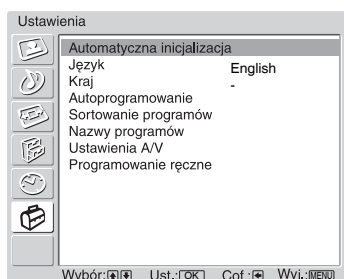 Ustawienia
Automatyczna inicjalizacja
Język English
Kraj -
Autoprogramowanie
Sortowanie programów
Nazwy programów
Ustawienia A/V
Programowanie ręczne
Wybór: Ust.:OK Cof.: Wyj.:MENU